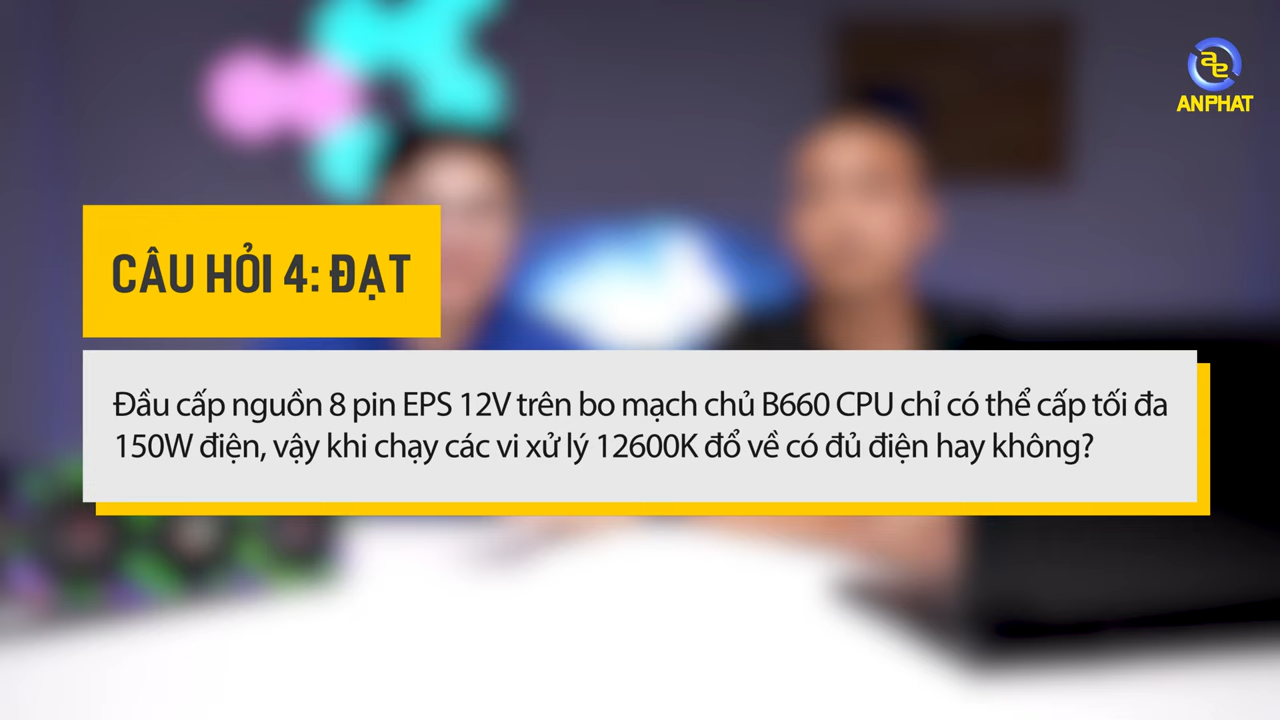 ae
ANPHAT
CÂU HỎI 4: ĐẠT
Đầu cấp nguồn 8 pin EPS 12V trên bo mạch chủ B660 CPU chỉ có thể cấp tối đa
150W điện, vậy khi chạy các vi xử lý 12600K đổ về có đủ điện hay không?